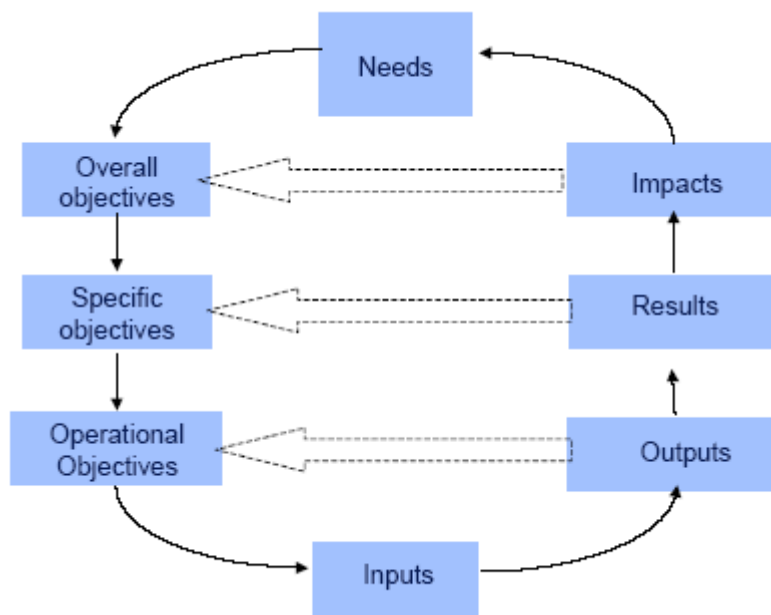 Needs
Overall
objectives
Impacts
Specific
objectives
Results
Operational
Objectives
Outputs
Inputs